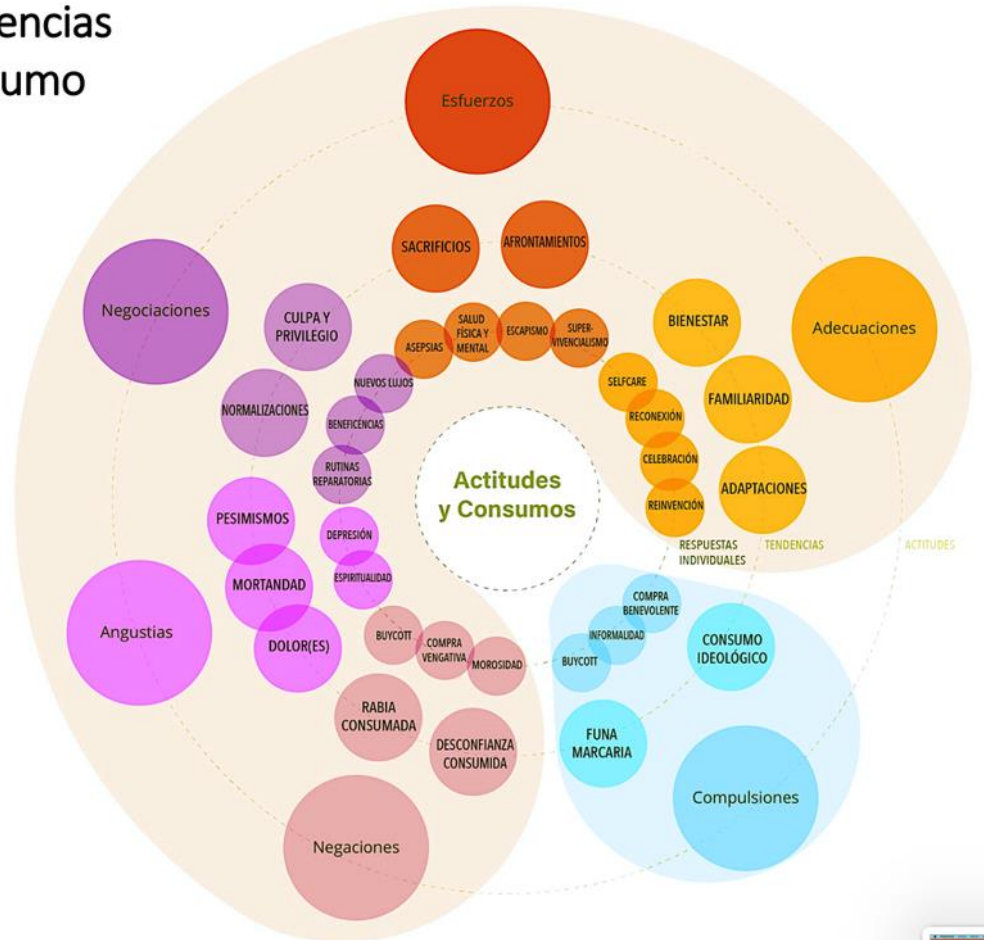 encias
sumo
Esfuerzos
SACRIFICIOS
AFRONTAMIENTOS
ASEPSIAS
SALUD
FÍSICA Y
MENTAL
ESCAPISMO
SUPER-
VIVENCIALISMO
Negociaciones
CULPA Y
PRIVILEGIO
NORMALIZACIONES
NUEVOS LUJOS
BENEFICENCIAS
RUTINAS
REPARATORIAS
BIENESTAR
FAMILIARIDAD
ADAPTACIONES
Adecuaciones
SELFCARE
RECONEXIÓN
CELEBRACIÓN
REINVENCIÓN
Actitudes
y Consumos
RESPUESTAS
INDIVIDUALES
TENDENCIAS
ACTITUDES
PESIMISMOS
MORTANDAD
DOLOR(ES)
DEPRESIÓN
ESPIRITUALIDAD
Angustias
BUYCOTT
COMPRA
VENGATIVA
MOROSIDAD
RABIA
CONSUMADA
DESCONFIANZA
CONSUMIDA
Negaciones
COMPRA
BENEVOLENTE
INFORMALIDAD
BUYCOTT
CONSUMO
IDEOLÓGICO
FUNA
MARCARIA
Compulsiones